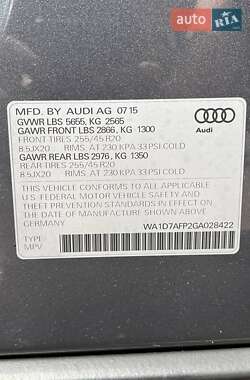 AUTO.RIA
MFD. BY AUDI AG 07 15
GVWR LBS 5655, KG 2565
GAWR FRONT LBS 2866, KG 1300
FRONT TIRES 255/45 R20
8.5JX20 RIMS, AT 230 KPA 33 PSI COLD
GAWR REAR LBS 2976, KG 1350
REAR TIRES 255/45 R20
8.5JX20 RIMS, AT 230 KPA 33 PSI COLD
Audi
THIS VEHICLE CONFORMS TO ALL APPLICABLE
U.S. FEDERAL MOTOR VEHICLE SAFETY AND
THEFT PREVENTION STANDARDS IN EFFECT ON
THE DATE OF MANUFACTURE SHOWN ABOVE
GERMANY
WA1D7AFP2GA028422
TYPE:
MPV